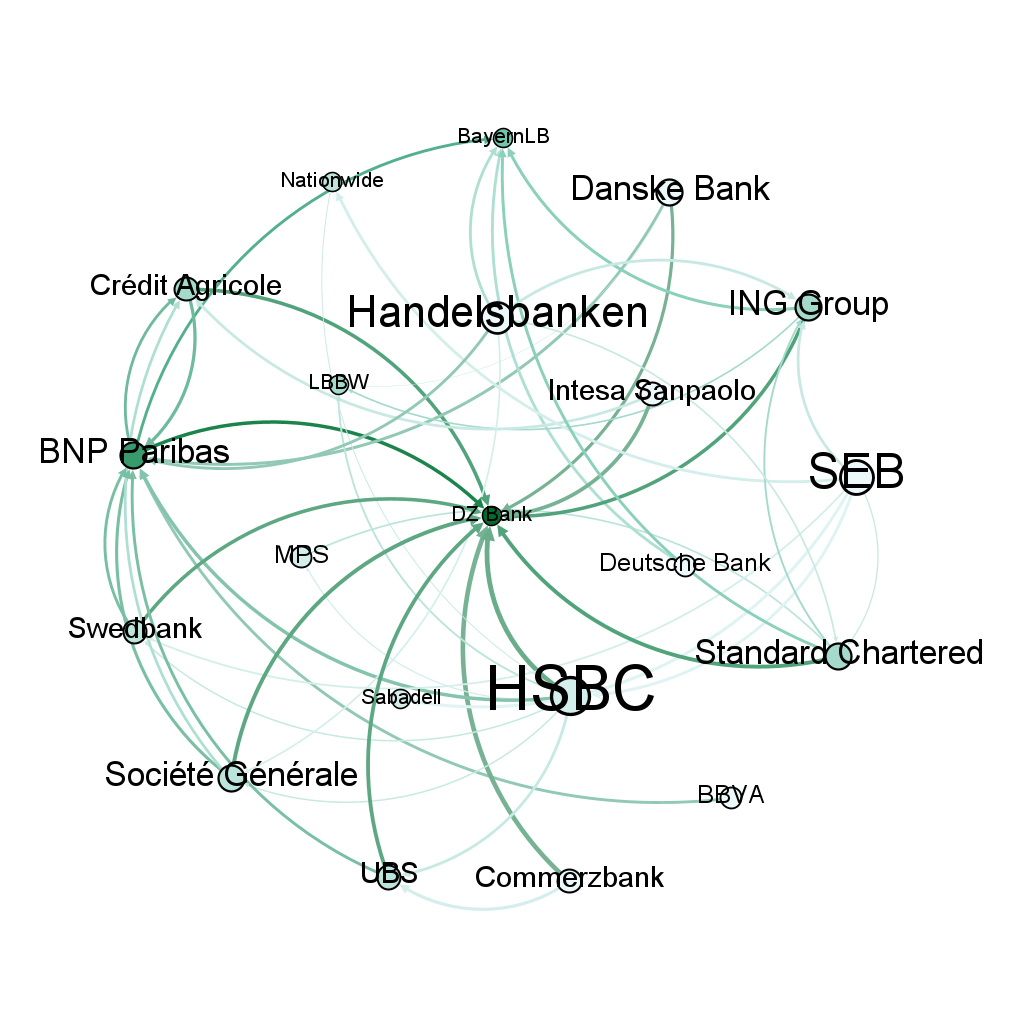 BayernLB
Nationwide
Danske Bank
Crédit Agricole
Handelsbanken
ING Group
LBBW
Intesa Sanpaolo
BNP Paribas
SEB
DZ Bank
MPS
Deutsche Bank
Swedbank
Standard Chartered
HSBC
Sabadell
Société Générale
BBVA
UBS
Commerzbank